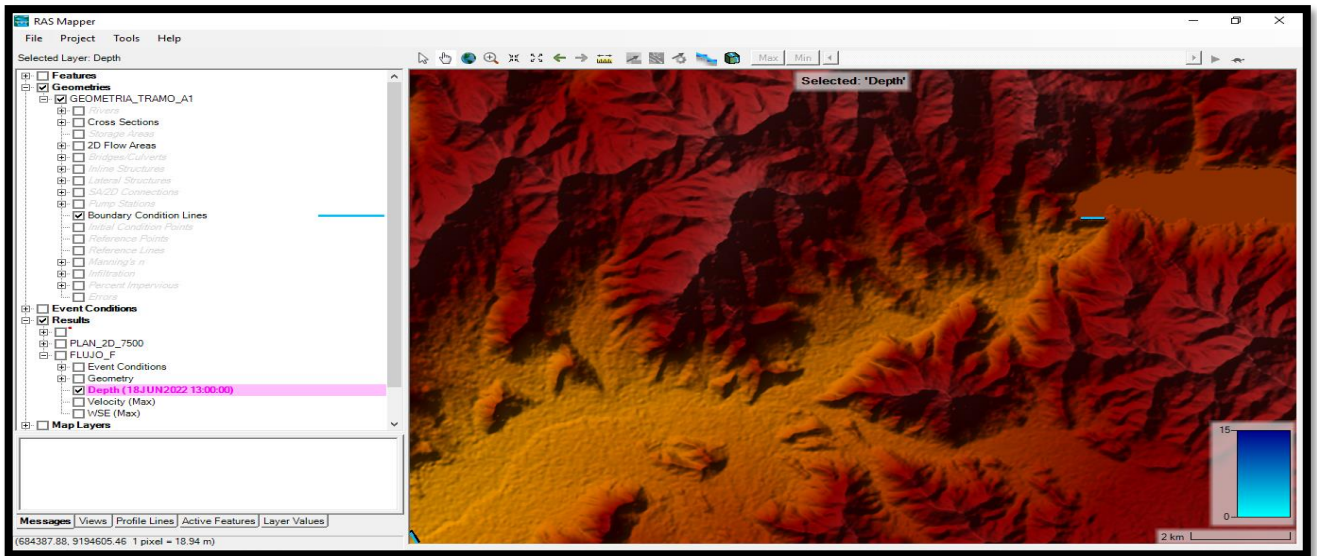 RAS Mapper
File Project Tools Help
Selected Layer: Depth
Max Min
Features
Geometries
GEOMETRIA_TRAMO_A1
Rivers
Cross Sections
Storage Areas
2D Flow Areas
Bridges/Culverts
Inline Structures
Lateral Structures
SA/2D Connections
Pump Stations
Boundary Condition Lines
Initial Condition Points
Reference Points
Reference Lines
Manning's n
Infiltration
Percent Impervious
Errors
Event Conditions
Results
PLAN_2D_7500
FLUJO_F
Event Conditions
Geometry
Depth (18JUN2022 13:00:00)
Velocity (Max)
WSE (Max)
Map Layers
Messages Views Profile Lines Active Features Layer Values
(684387.88, 9194605.46 1 pixel = 18.94 m)
Selected: 'Depth'
15
0
2 km